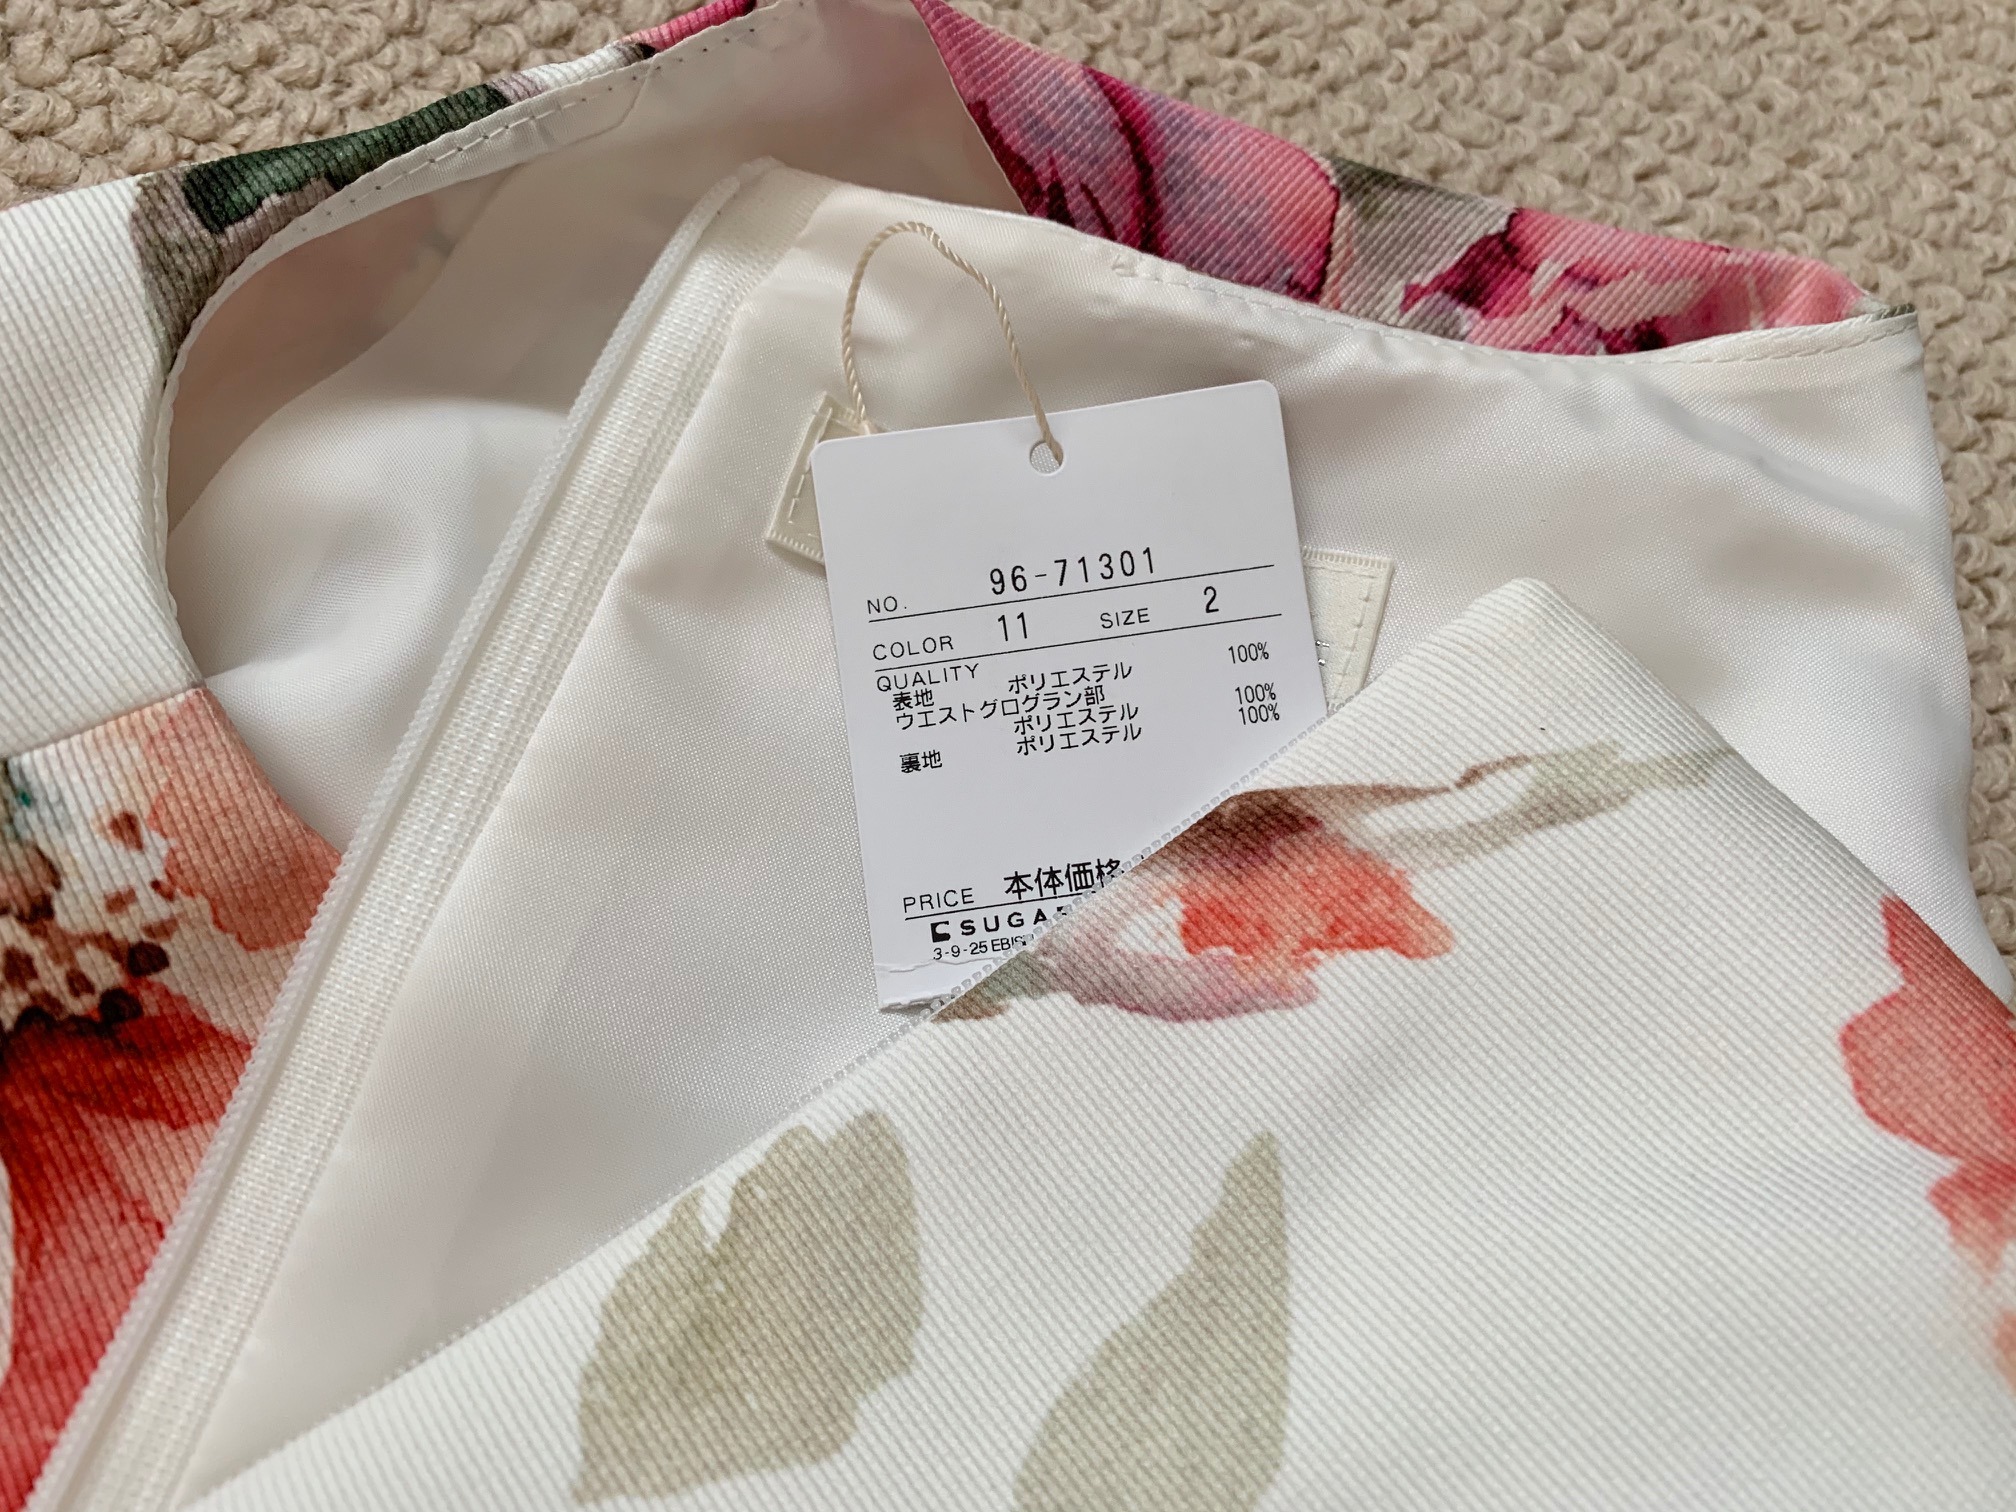 NO. 96-71301
COLOR 11 SIZE 2
QUALITY
表地 ポリエステル 100%
ウエストグログラン部
ポリエステル 100%
裏地 ポリエステル 100%
PRICE 本体価格
3-9-25